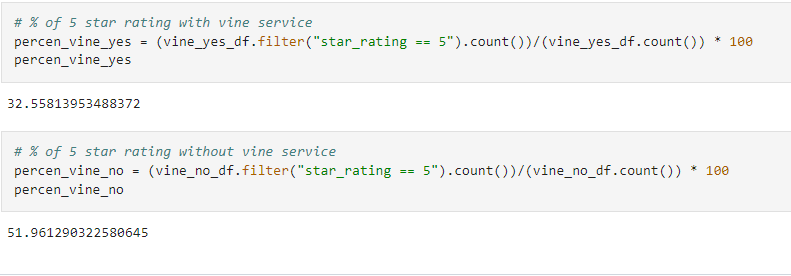 # % of 5 star rating with vine service
percen_vine_yes = (vine_yes_df.filter("star_rating == 5").count())/(vine_yes_df.count()) * 100
percen_vine_yes
32.55813953488372
# % of 5 star rating without vine service
percen_vine_no = (vine_no_df.filter("star_rating == 5").count())/(vine_no_df.count()) * 100
percen_vine_no
51.961290322580645